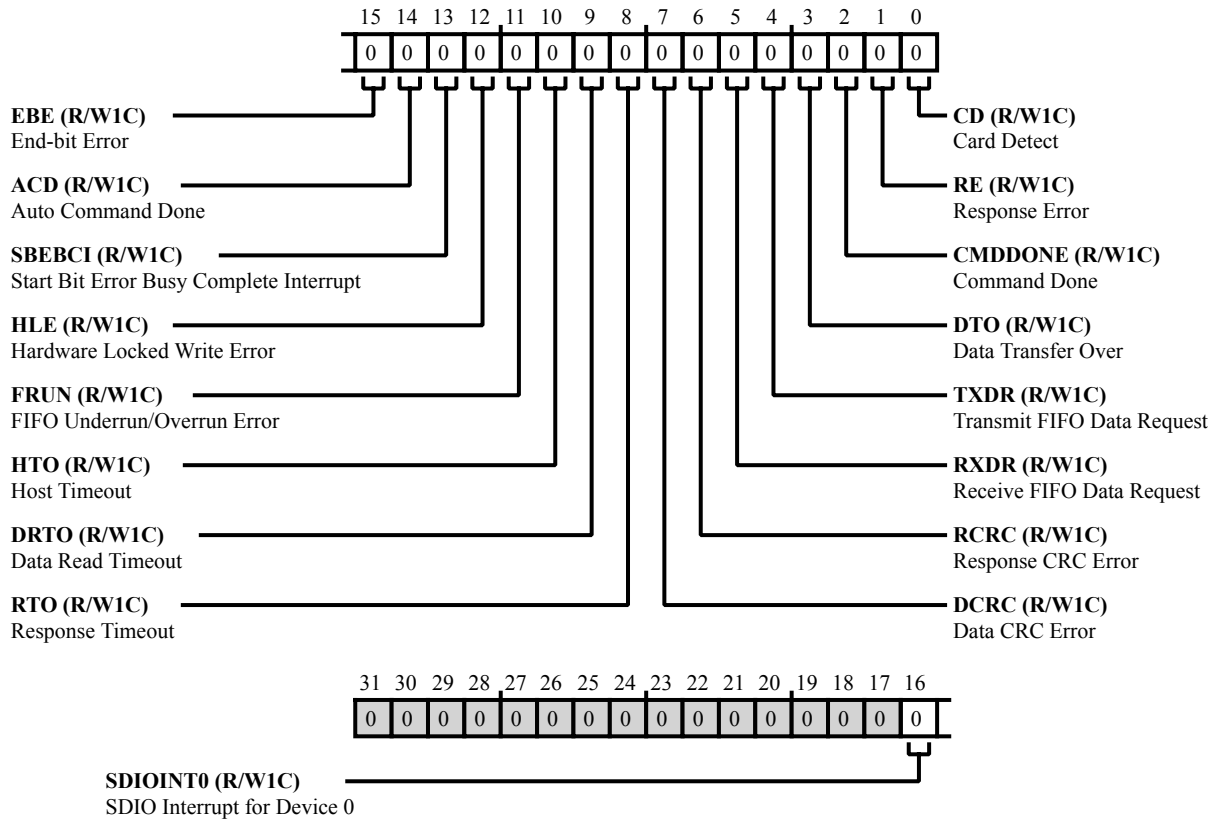 15 14 13 12 11 10 9 8 7 6 5 4 3 2 1 0
0 0 0 0 0 0 0 0 0 0 0 0 0 0 0 0
EBE (R/W1C)
End-bit Error
ACD (R/W1C)
Auto Command Done
SBEBCI (R/W1C)
Start Bit Error Busy Complete Interrupt
HLE (R/W1C)
Hardware Locked Write Error
FRUN (R/W1C)
FIFO Underrun/Overrun Error
HTO (R/W1C)
Host Timeout
DRTO (R/W1C)
Data Read Timeout
RTO (R/W1C)
Response Timeout
CD (R/W1C)
Card Detect
RE (R/W1C)
Response Error
CMDDONE (R/W1C)
Command Done
DTO (R/W1C)
Data Transfer Over
TXDR (R/W1C)
Transmit FIFO Data Request
RXDR (R/W1C)
Receive FIFO Data Request
RCRC (R/W1C)
Response CRC Error
DCRC (R/W1C)
Data CRC Error
31 30 29 28 27 26 25 24 23 22 21 20 19 18 17 16
0 0 0 0 0 0 0 0 0 0 0 0 0 0 0 0
SDIOINT0 (R/W1C)
SDIO Interrupt for Device 0